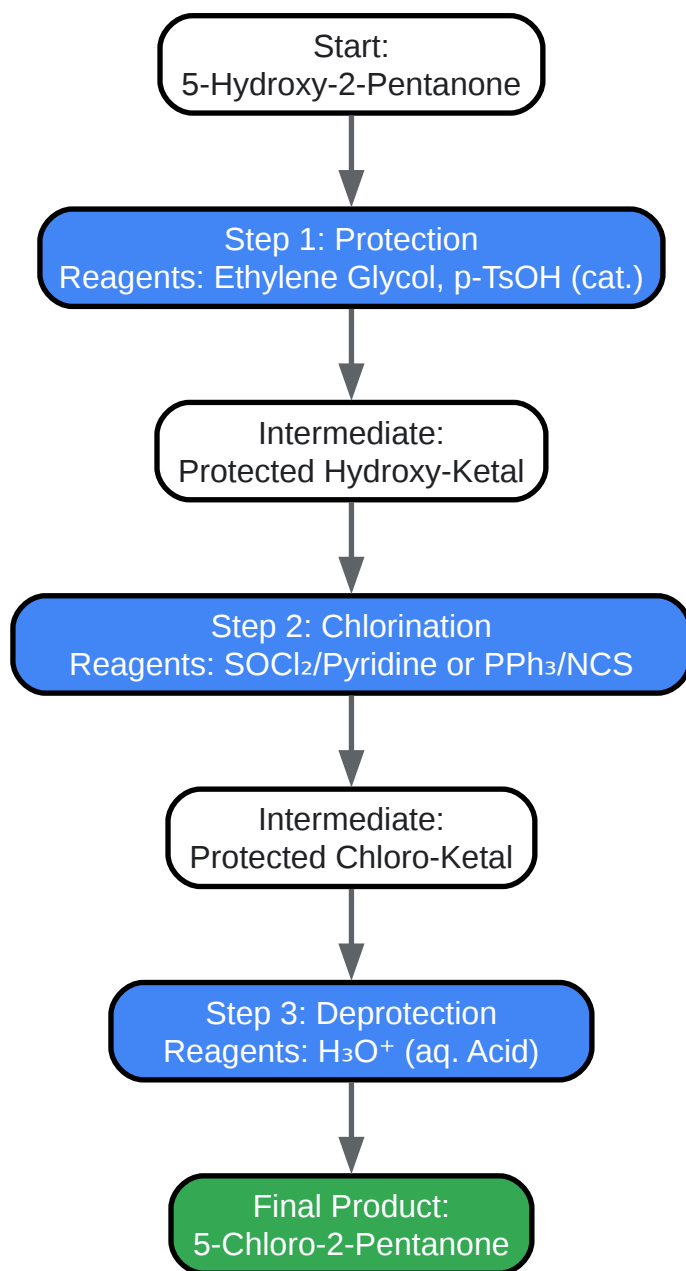 Start:
5-Hydroxy-2-Pentanone
Step 1: Protection
Reagents: Ethylene Glycol, p-TsOH (cat.)
Intermediate:
Protected Hydroxy-Ketal
Step 2: Chlorination
Reagents: SOCl₂/Pyridine or PPh₃/NCS
Intermediate:
Protected Chloro-Ketal
Step 3: Deprotection
Reagents: H₃O⁺ (aq. Acid)
Final Product:
5-Chloro-2-Pentanone